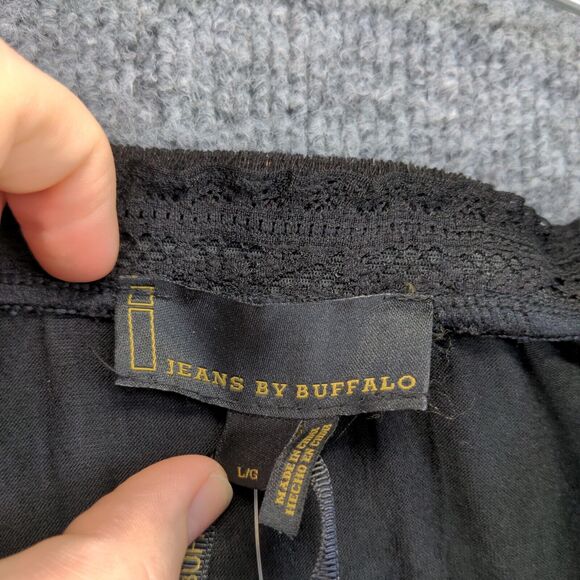 i JEANS BY BUFFALO
L/G
MADE IN CHINA
HECHO EN CHINA